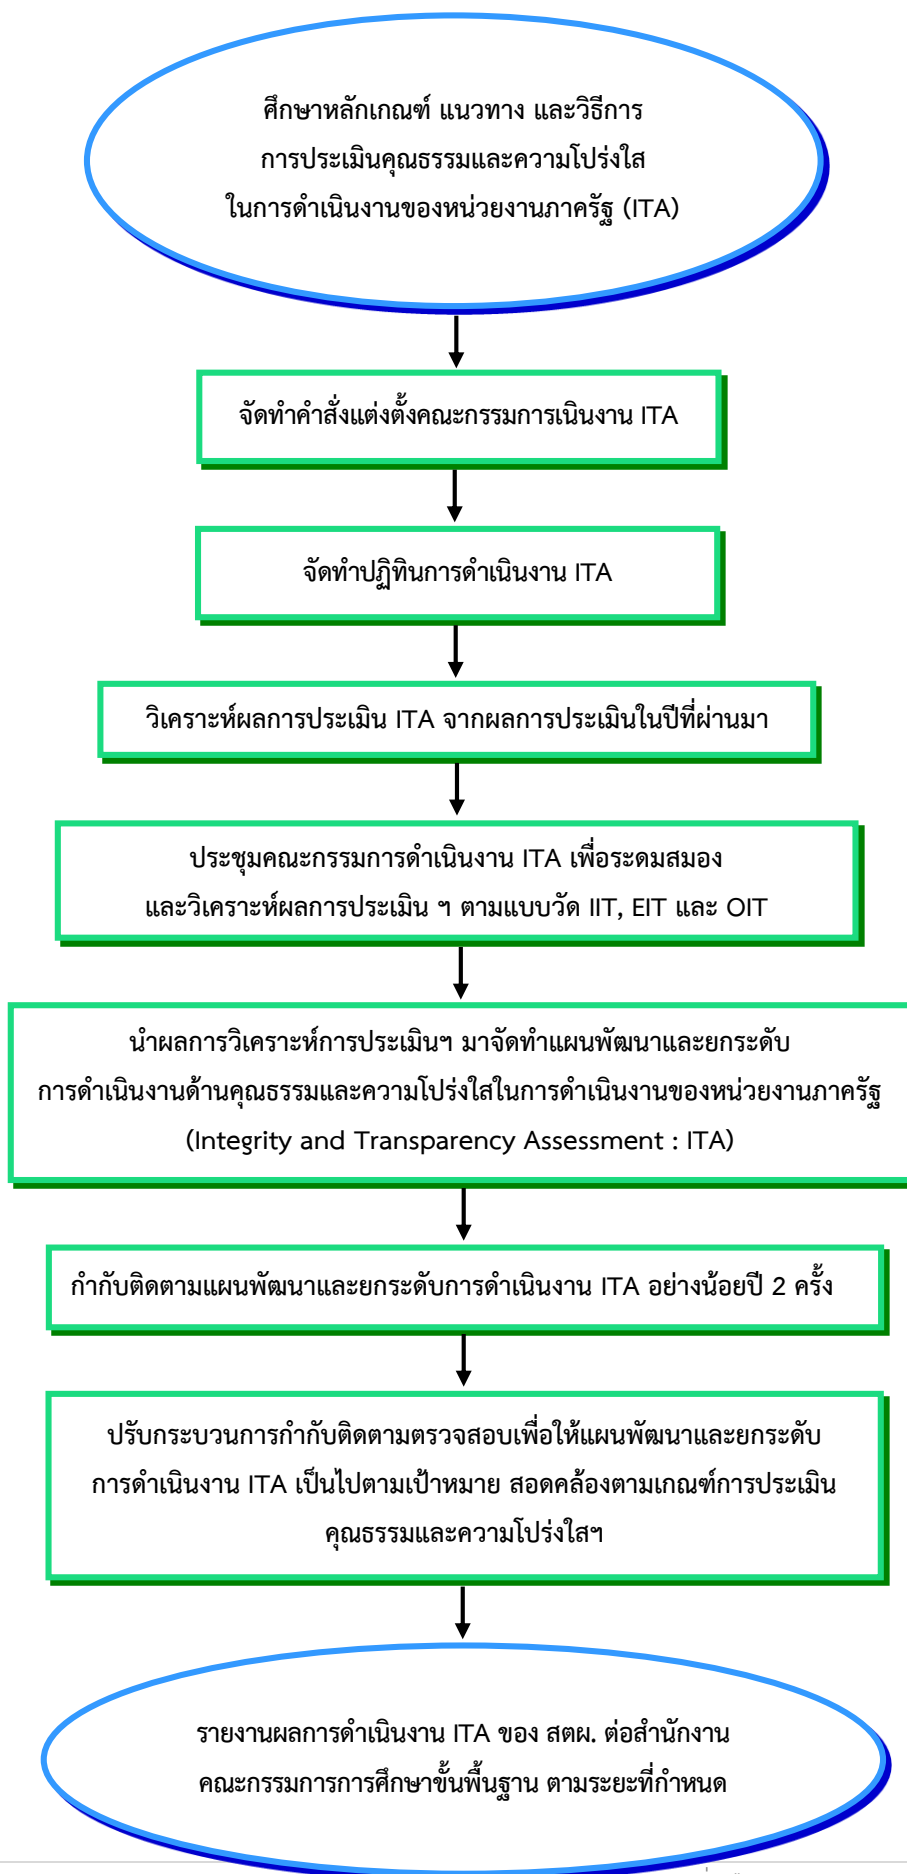 ศึกษาหลักเกณฑ์ แนวทาง และวิธีการ
การประเมินคุณธรรมและความโปร่งใส
ในการดำเนินงานของหน่วยงานภาครัฐ (ITA)
จัดทำคำสั่งแต่งตั้งคณะกรรมการเนินงาน ITA
จัดทำปฏิทินการดำเนินงาน ITA
วิเคราะห์ผลการประเมิน ITA จากผลการประเมินในปีที่ผ่านมา
ประชุมคณะกรรมการดำเนินงาน ITA เพื่อระดมสมอง
และวิเคราะห์ผลการประเมิน ฯ ตามแบบวัด IIT, EIT และ OIT
นำผลการวิเคราะห์การประเมินฯ มาจัดทำแผนพัฒนาและยกระดับ
การดำเนินงานด้านคุณธรรมและความโปร่งใสในการดำเนินงานของหน่วยงานภาครัฐ
(Integrity and Transparency Assessment : ITA)
กำกับติดตามแผนพัฒนาและยกระดับการดำเนินงาน ITA อย่างน้อยปี 2 ครั้ง
ปรับกระบวนการกำกับติดตามตรวจสอบเพื่อให้แผนพัฒนาและยกระดับ
การดำเนินงาน ITA เป็นไปตามเป้าหมาย สอดคล้องตามเกณฑ์การประเมิน
คุณธรรมและความโปร่งใสฯ
รายงานผลการดำเนินงาน ITA ของ สตผ. ต่อสำนักงาน
คณะกรรมการการศึกษาขั้นพื้นฐาน ตามระยะที่กำหนด